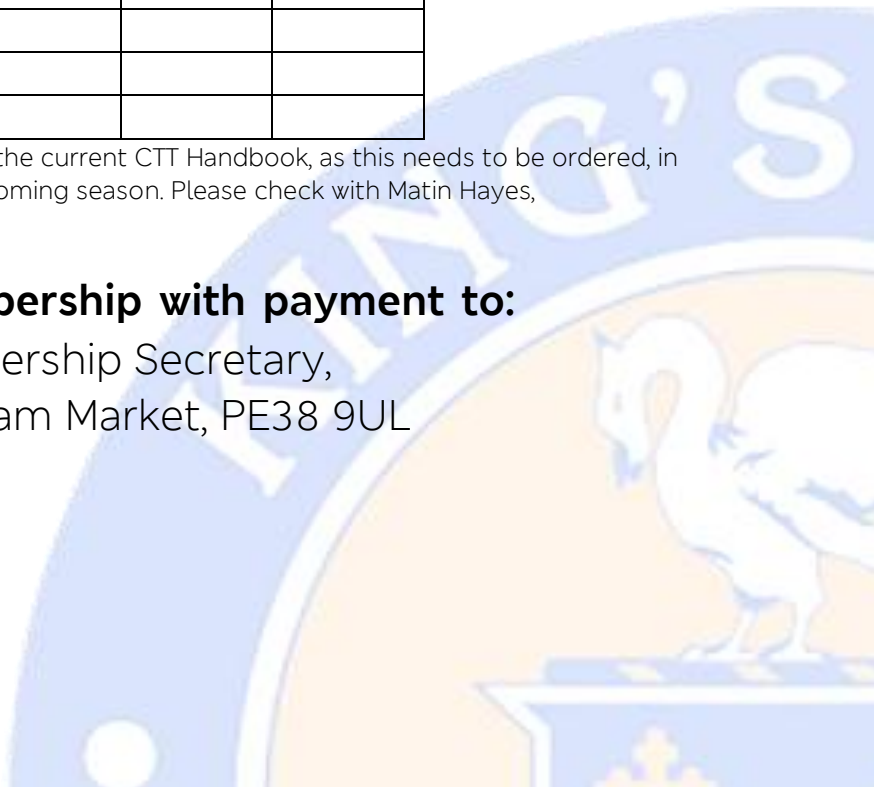 KING'S
the current CTT Handbook, as this needs to be ordered, in
oming season. Please check with Matin Hayes,
bership with payment to:
ership Secretary,
am Market, PE38 9UL